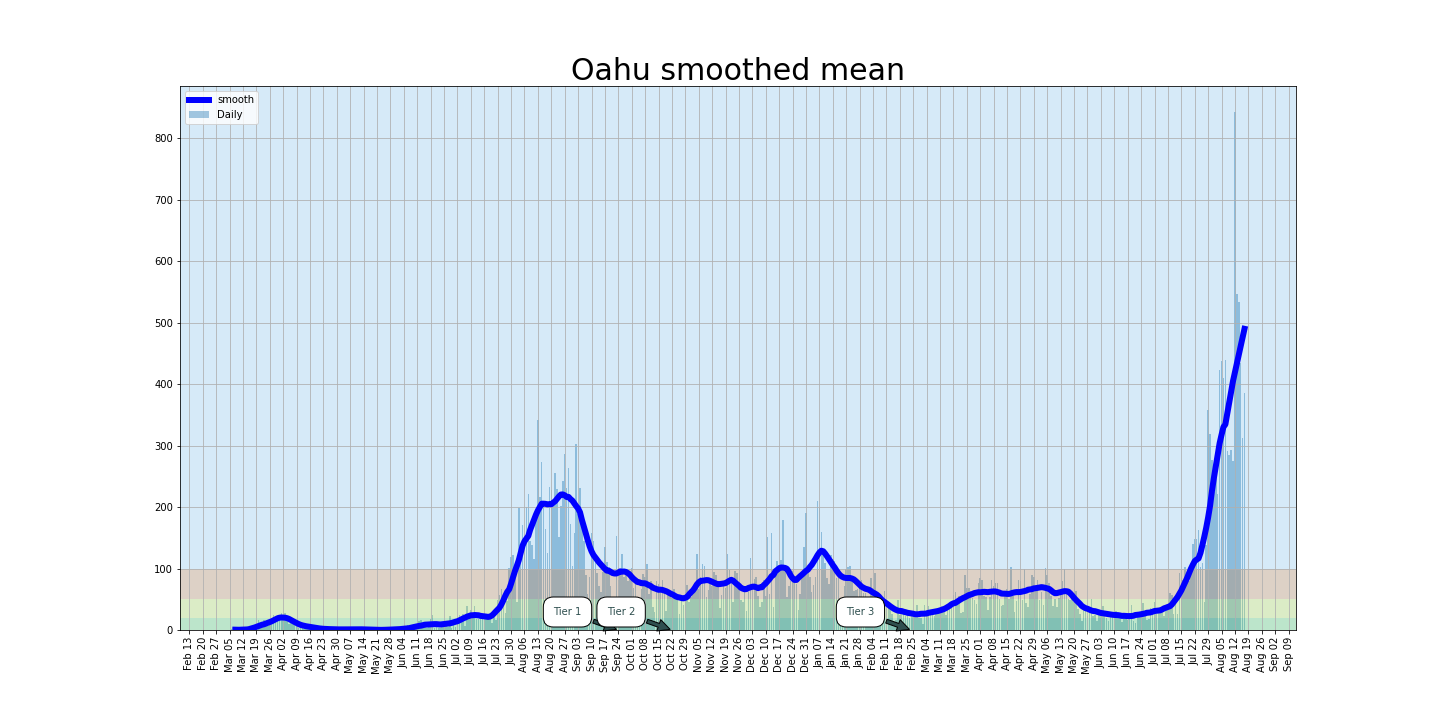 Oahu smoothed mean
smooth
Daily
800
700
600
500
400
300
200
100
0
Tier 1
Tier 2
Tier 3
Feb 13
Feb 20
Feb 27
Mar 05
Mar 12
Mar 19
Mar 26
Apr 02
Apr 09
Apr 16
Apr 23
Apr 30
May 07
May 14
May 21
May 28
Jun 04
Jun 11
Jun 18
Jun 25
Jul 02
Jul 09
Jul 16
Jul 23
Jul 30
Aug 06
Aug 13
Aug 20
Aug 27
Sep 03
Sep 10
Sep 17
Sep 24
Oct 01
Oct 08
Oct 15
Oct 22
Oct 29
Nov 05
Nov 12
Nov 19
Nov 26
Dec 03
Dec 10
Dec 17
Dec 24
Dec 31
Jan 07
Jan 14
Jan 21
Jan 28
Feb 04
Feb 11
Feb 18
Feb 25
Mar 04
Mar 11
Mar 18
Mar 25
Apr 01
Apr 08
Apr 15
Apr 22
Apr 29
May 06
May 13
May 20
May 27
Jun 03
Jun 10
Jun 17
Jun 24
Jul 01
Jul 08
Jul 15
Jul 22
Jul 29
Aug 05
Aug 12
Aug 19
Aug 26
Sep 02
Sep 09